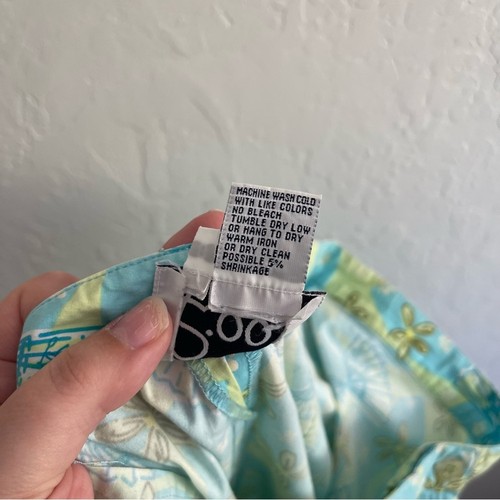 MACHINE WASH COLD
WITH LIKE COLORS
NO BLEACH
TUMBLE DRY LOW
OR HANG TO DRY
WARM IRON
OR DRY CLEAN
POSSIBLE 5%
SHRINKAGE